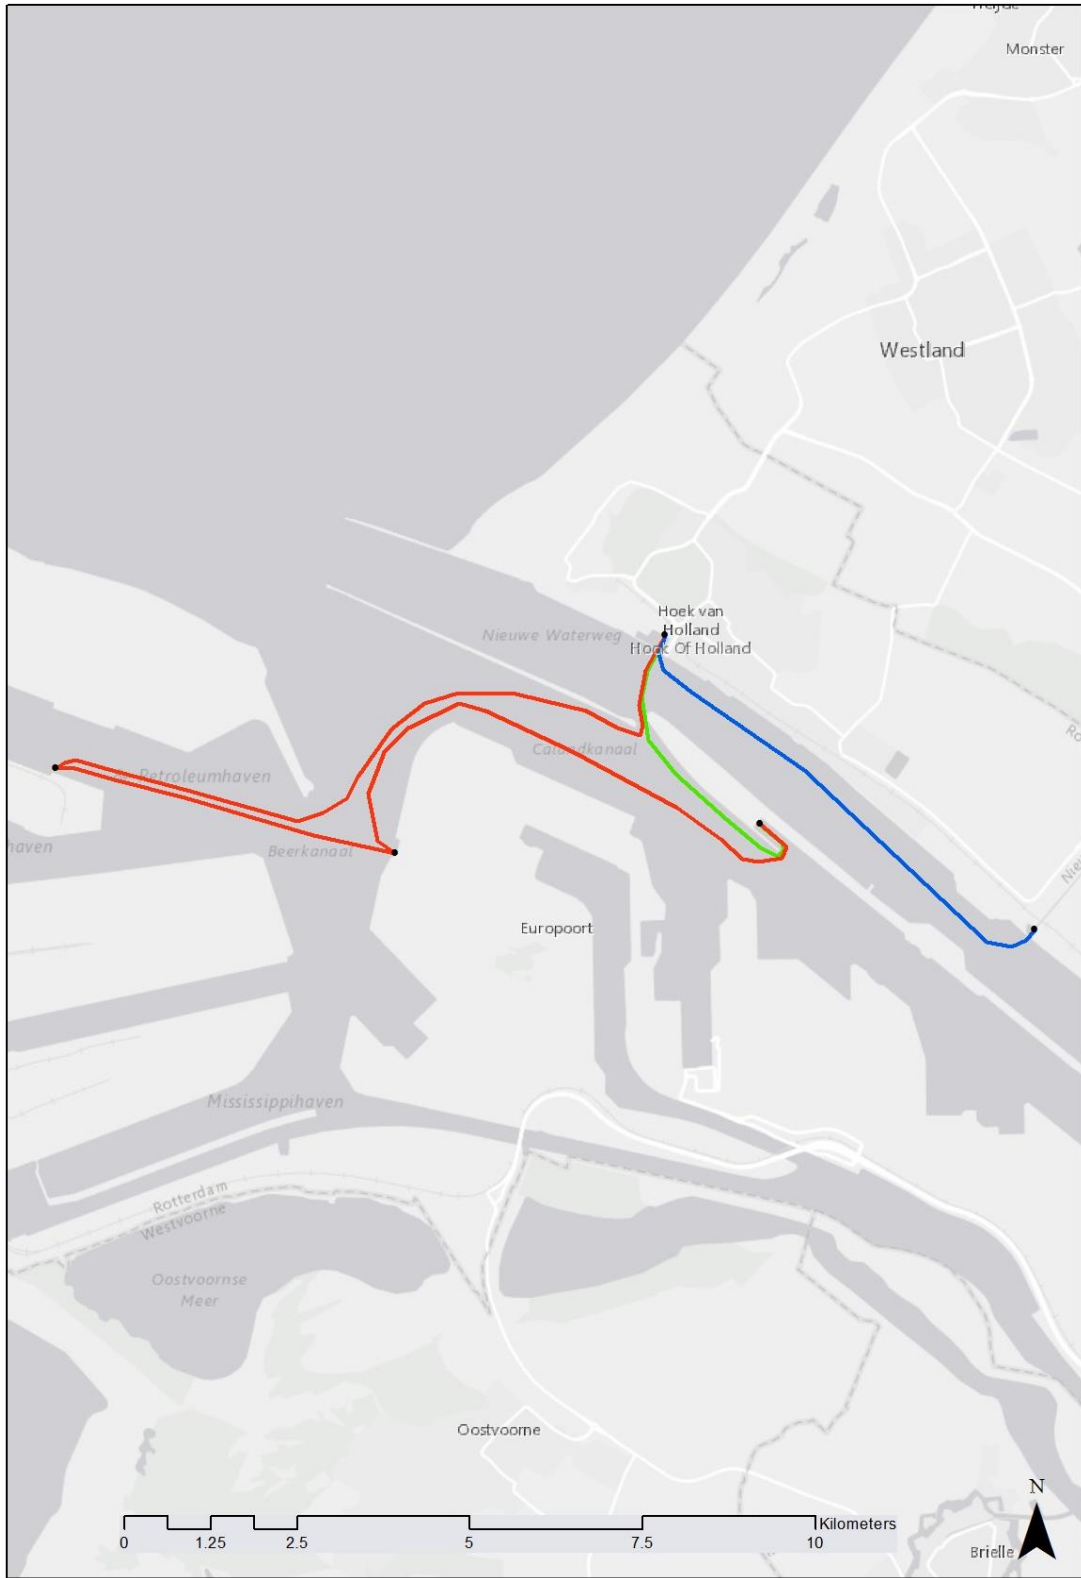 Monster
Westland
Hoek van
Holland
Hook Of Holland
Nieuwe Waterweg
Calandkanaal
Petroleumhaven
Beerkanaal
haven
Europoort
Mississippihaven
Rotterdam
Westvoorne
Oostvoornse
Meer
Oostvoorne
N
Kilometers
0 1.25 2.5 5 7.5 10
Brielle